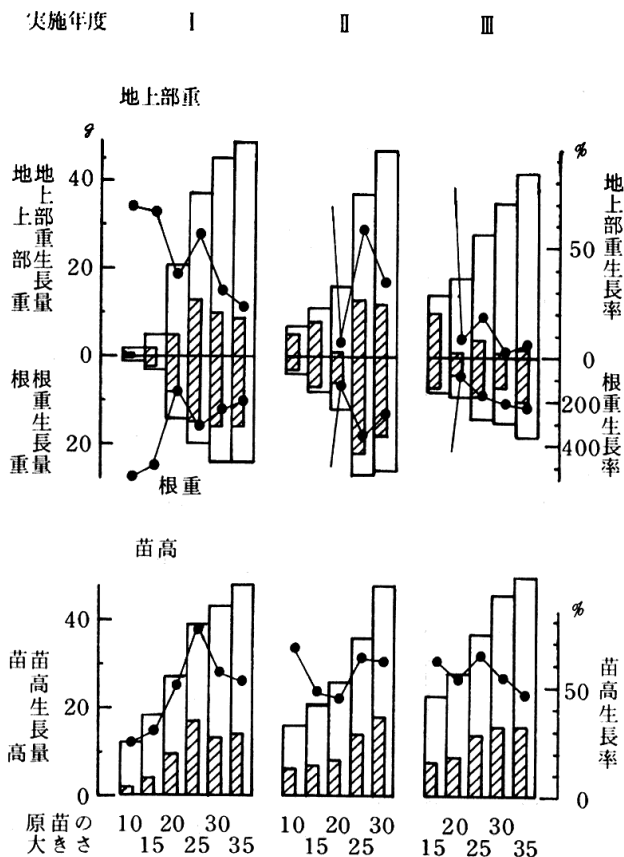 実施年度 Ⅰ Ⅱ Ⅲ
地上部重
g
地上部重
地上部重生長量
40
20
0
20
根重
根重生長量
根重
%
50
0
200
400
地上部重生長率
根重生長率
苗高
苗高
苗高生長量
40
20
0
%
50
0
苗高生長率
原苗の大きさ
10 15 20 25 30 35
10 15 20 25 30
15 20 25 30 35